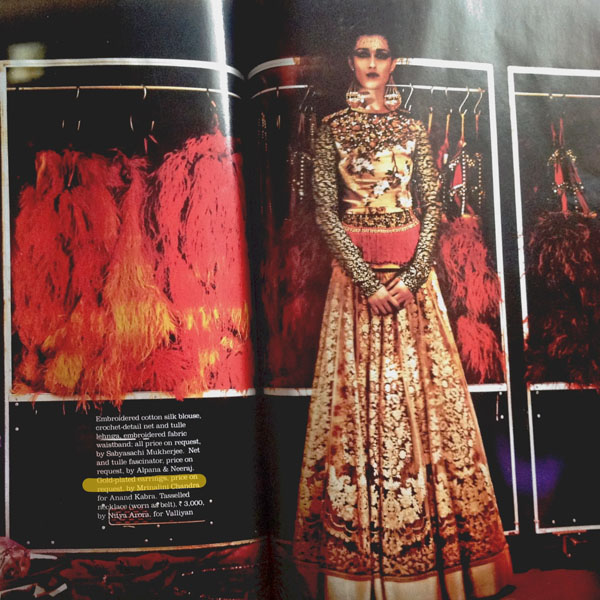 Embroidered cotton silk blouse,
crochet-detail net and tulle
lehnga, embroidered fabric
waistband, all price on request,
by Sabyasachi Mukherjee. Net
and tulle fascinator, price on
request, by Alpana & Neeraj.
Gold-plated earrings, price on
request, by Mrinalini Chandra
for Anand Kabra. Tasselled
necklace (worn as belt), ₹ 3,000,
by Nitya Arora, for Valliyan